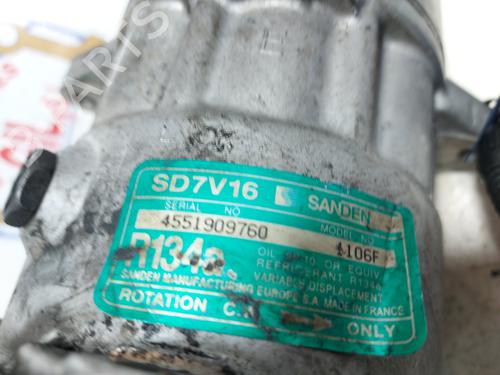 SD7V16 SANDEN
SERIAL NO
4551909760
MODEL NO
1106F
R134a
OIL SP 10 OR EQUIV
REFRIGERANT R134A
VARIABLE DISPLACEMENT
SANDEN MANUFACTURING EUROPE S.A. MADE IN FRANCE
ROTATION C.W ONLY